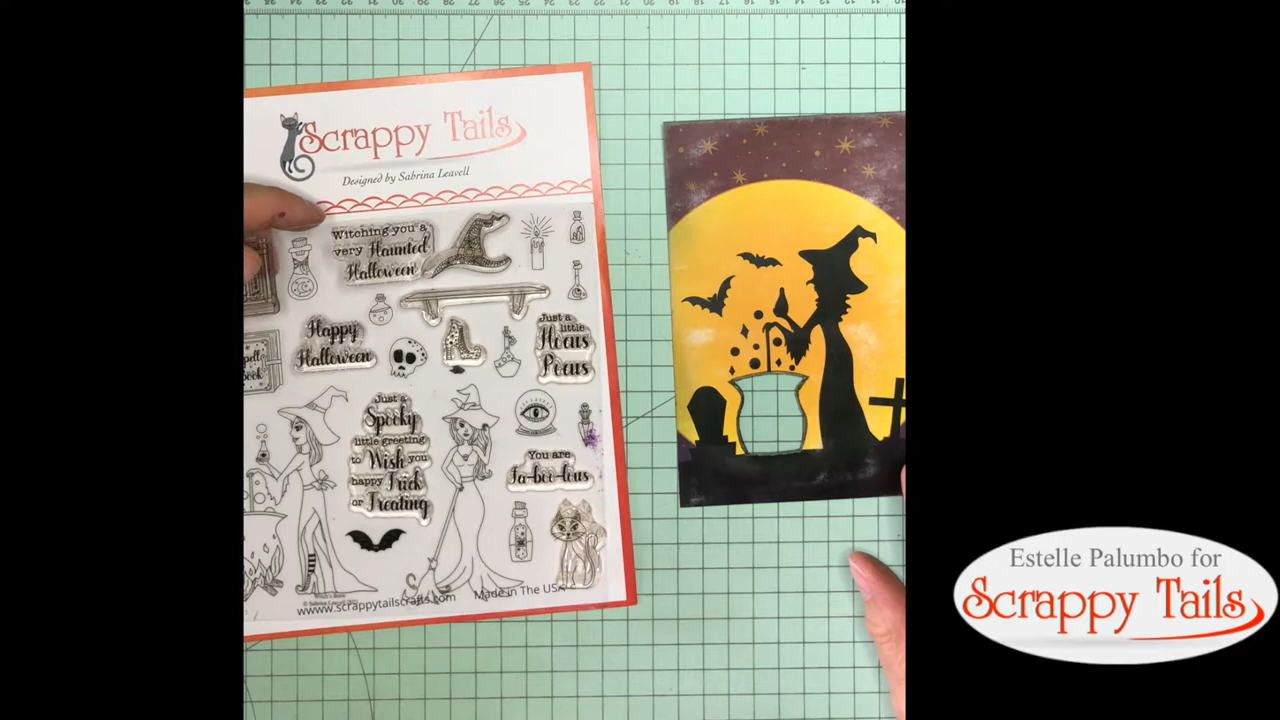 Scrappy Tails
Designed by Sabrina Leavell
Witching you a
very Haunted
Halloween
Happy
Halloween
Just a
little
Hocus
Pocus
Just a
Spooky
little greeting
to Wish you
happy Trick
or Treating
You are
Fa-boo-lous
www.scrappytailscrafts.com
Made in The USA
Estelle Palumbo for
Scrappy Tails